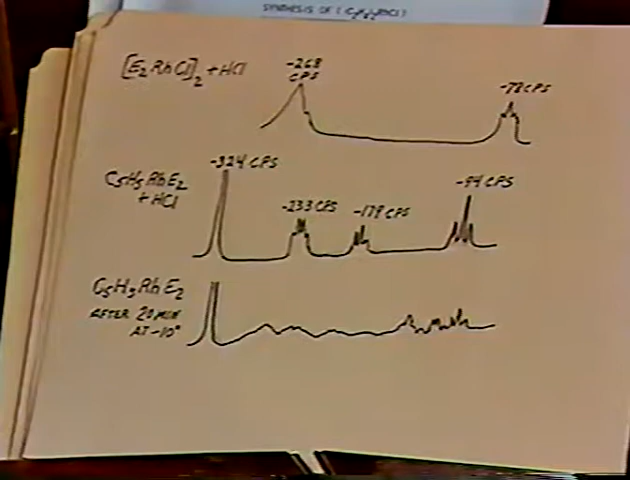 SYNTHESIS OF (C₂H₄)₂RhCl)
[E₂RhCl]₂ + HCl
-268
CPS
-72 CPS
-324 CPS
C₅H₅RhE₂
+ HCl
-233 CPS
-179 CPS
-94 CPS
C₅H₅RhE₂
AFTER 20 MIN
AT -10°